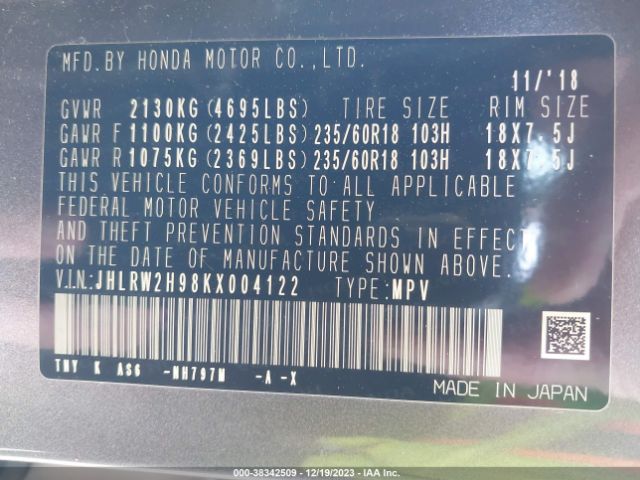 MFD.BY HONDA MOTOR CO.,LTD.
11/'18
GVWR 2130KG(4695LBS) TIRE SIZE RIM SIZE
GAWR F 1100KG(2425LBS) 235/60R18 103H 18X7.5J
GAWR R 1075KG(2369LBS) 235/60R18 103H 18X7.5J
THIS VEHICLE CONFORMS TO ALL APPLICABLE
FEDERAL MOTOR VEHICLE SAFETY
AND THEFT PREVENTION STANDARDS IN EFFECT
ON THE DATE OF MANUFACTURE SHOWN ABOVE.
V.I.N:JHLRW2H98KX004122 TYPE:MPV
TNY K AS6 -NH797M -A -X
MADE IN JAPAN
000-38342509 - 12/19/2023 - IAA Inc.